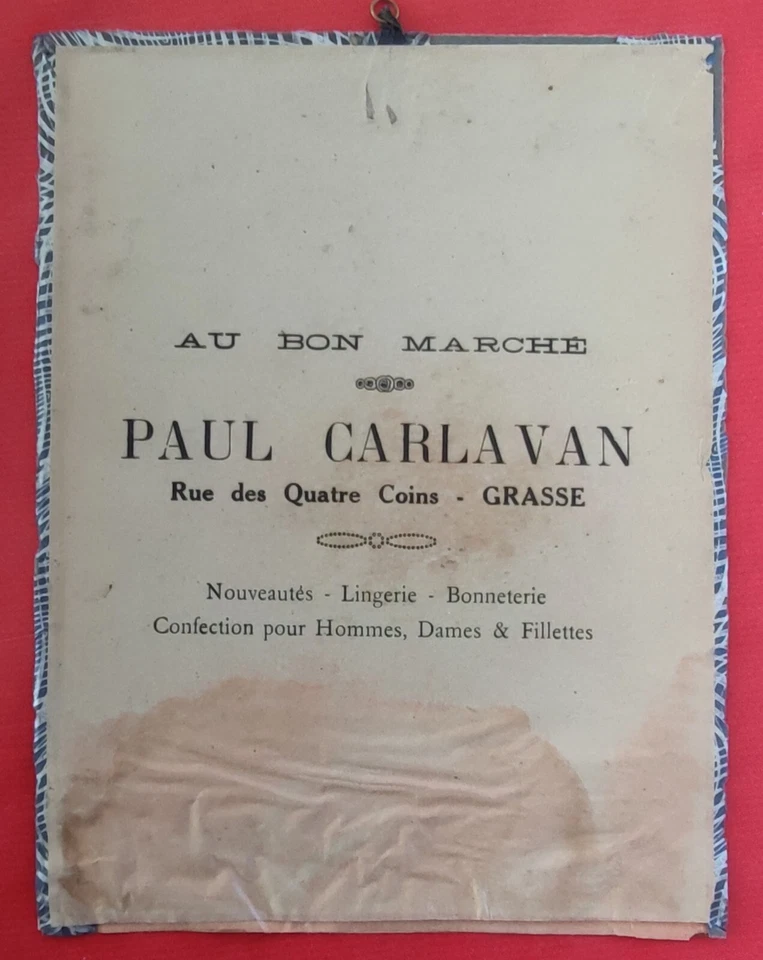 AU BON MARCHÉ
PAUL CARLAVAN
Rue des Quatre Coins - GRASSE
Nouveautés - Lingerie - Bonneterie
Confection pour Hommes, Dames & Fillettes